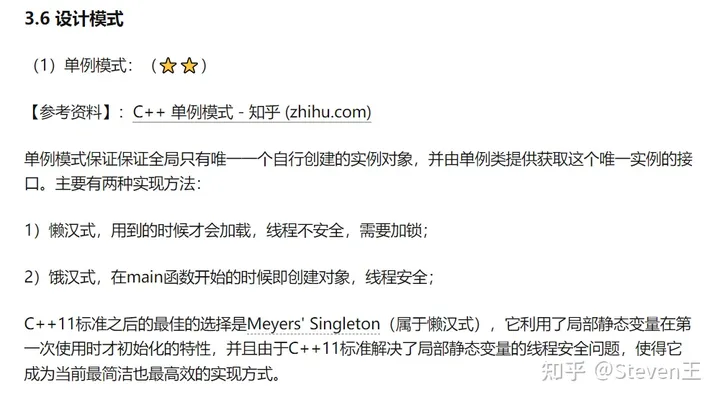 3.6 设计模式
（1）单例模式：（⭐⭐）
【参考资料】：C++ 单例模式 - 知乎 (zhihu.com)
单例模式保证保证全局只有唯一一个自行创建的实例对象，并由单例类提供获取这个唯一实例的接
口。主要有两种实现方法：
1）懒汉式，用到的时候才会加载，线程不安全，需要加锁；
2）饿汉式，在main函数开始的时候即创建对象，线程安全；
C++11标准之后的最佳的选择是Meyers' Singleton（属于懒汉式），它利用了局部静态变量在第
一次使用时才初始化的特性，并且由于C++11标准解决了局部静态变量的线程安全问题，使得它
成为当前最简洁也最高效的实现方式。
知乎 @Steven王